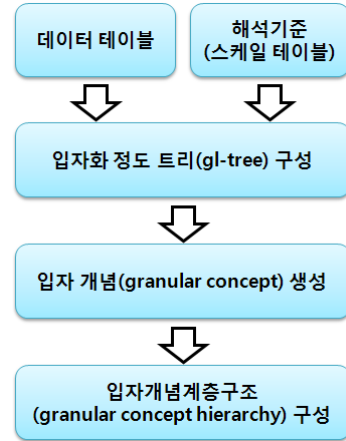 데이터 테이블
해석기준
(스케일 테이블)
입자화 정도 트리(gl-tree) 구성
입자 개념(granular concept) 생성
입자개념계층구조
(granular concept hierarchy) 구성